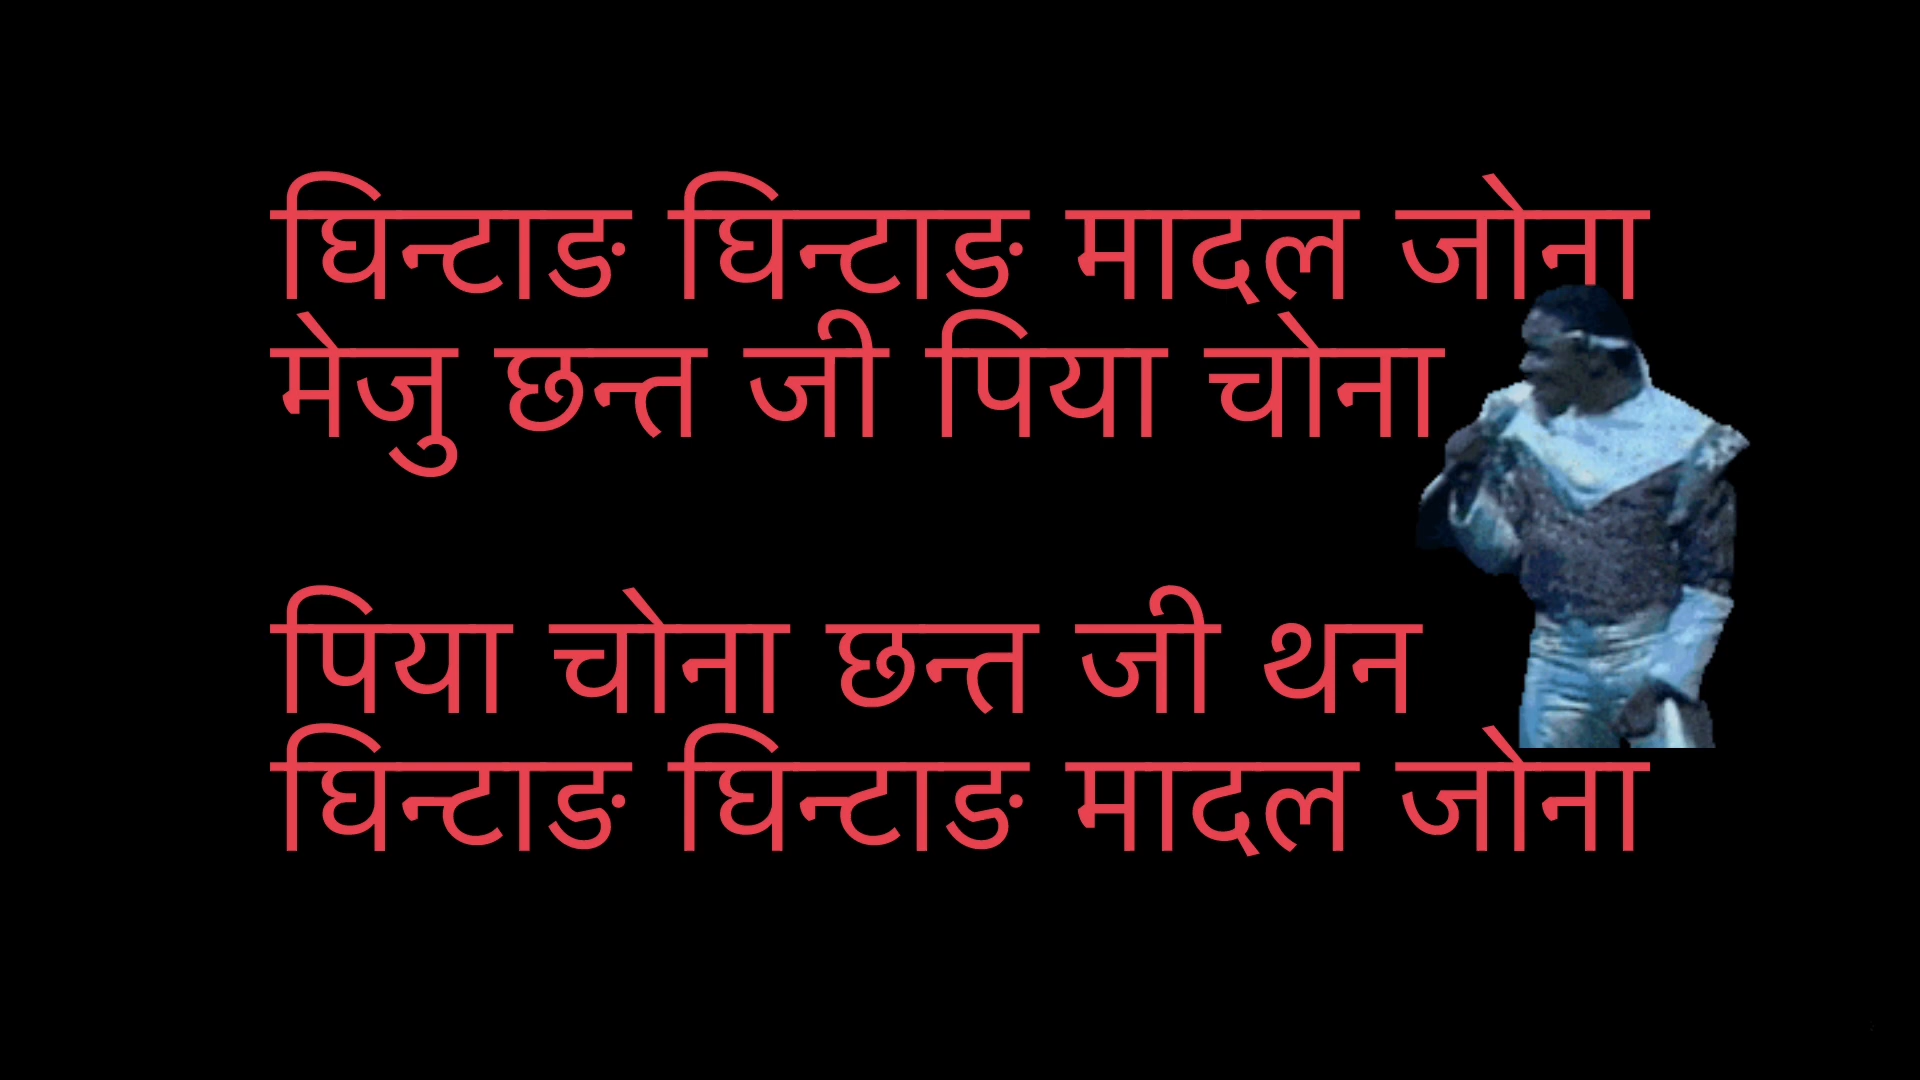 घिन्टाङ घिन्टाङ मादल जोना
मेजु छन्त जी पिया चोना
पिया चोना छन्त जी थन
घिन्टाङ घिन्टाङ मादल जोना